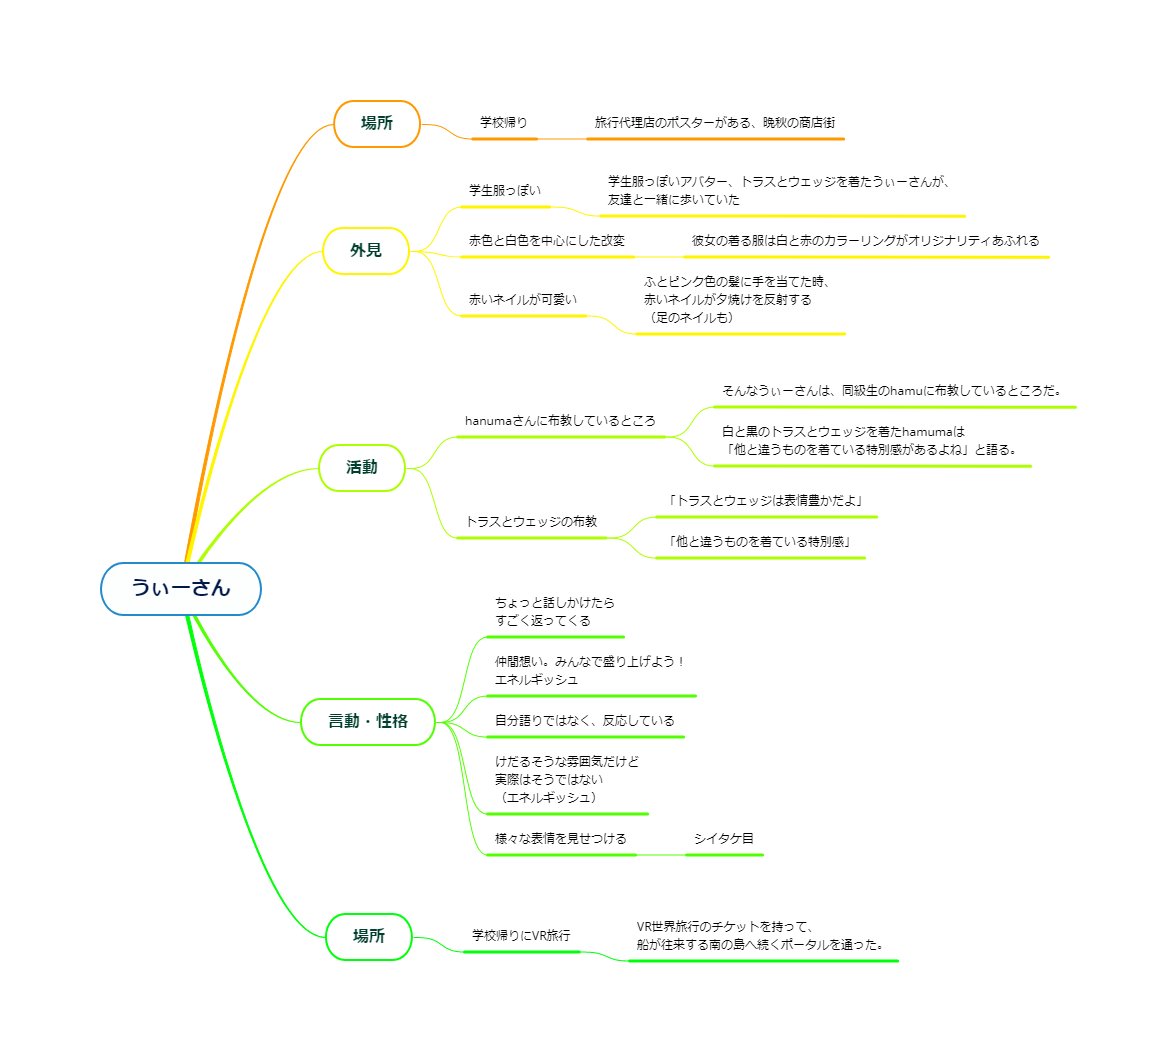 うぃーさん
場所
学校帰り
旅行代理店のポスターがある、晩秋の商店街
外見
学生服っぽい
学生服っぽいアバター、トラスとウェッジを着たうぃーさんが、
友達と一緒に歩いていた
赤色と白色を中心にした改変
彼女の着る服は白と赤のカラーリングがオリジナリティあふれる
赤いネイルが可愛い
ふとピンク色の髪に手を当てた時、
赤いネイルが夕焼けを反射する
（足のネイルも）
活動
hanumaさんに布教しているところ
そんなうぃーさんは、同級生のhamuに布教しているところだ。
白と黒のトラスとウェッジを着たhamumaは
「他と違うものを着ている特別感があるよね」と語る。
トラスとウェッジの布教
「トラスとウェッジは表情豊かだよ」
「他と違うものを着ている特別感」
言動・性格
ちょっと話しかけたら
すごく返ってくる
仲間想い。みんなで盛り上げよう！
エネルギッシュ
自分語りではなく、反応している
けだるそうな雰囲気だけど
実際はそうではない
（エネルギッシュ）
様々な表情を見せつける
シイタケ目
場所
学校帰りにVR旅行
VR世界旅行のチケットを持って、
船が往来する南の島へ続くポータルを通った。